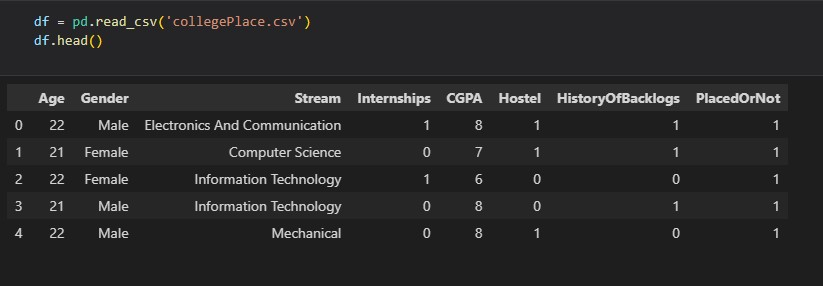 df = pd.read_csv('collegePlace.csv')
df.head()
Age Gender Stream Internships CGPA Hostel HistoryOfBacklogs PlacedOrNot
0 22 Male Electronics And Communication 1 8 1 1 1
1 21 Female Computer Science 0 7 1 1 1
2 22 Female Information Technology 1 6 0 0 1
3 21 Male Information Technology 0 8 0 1 1
4 22 Male Mechanical 0 8 1 0 1